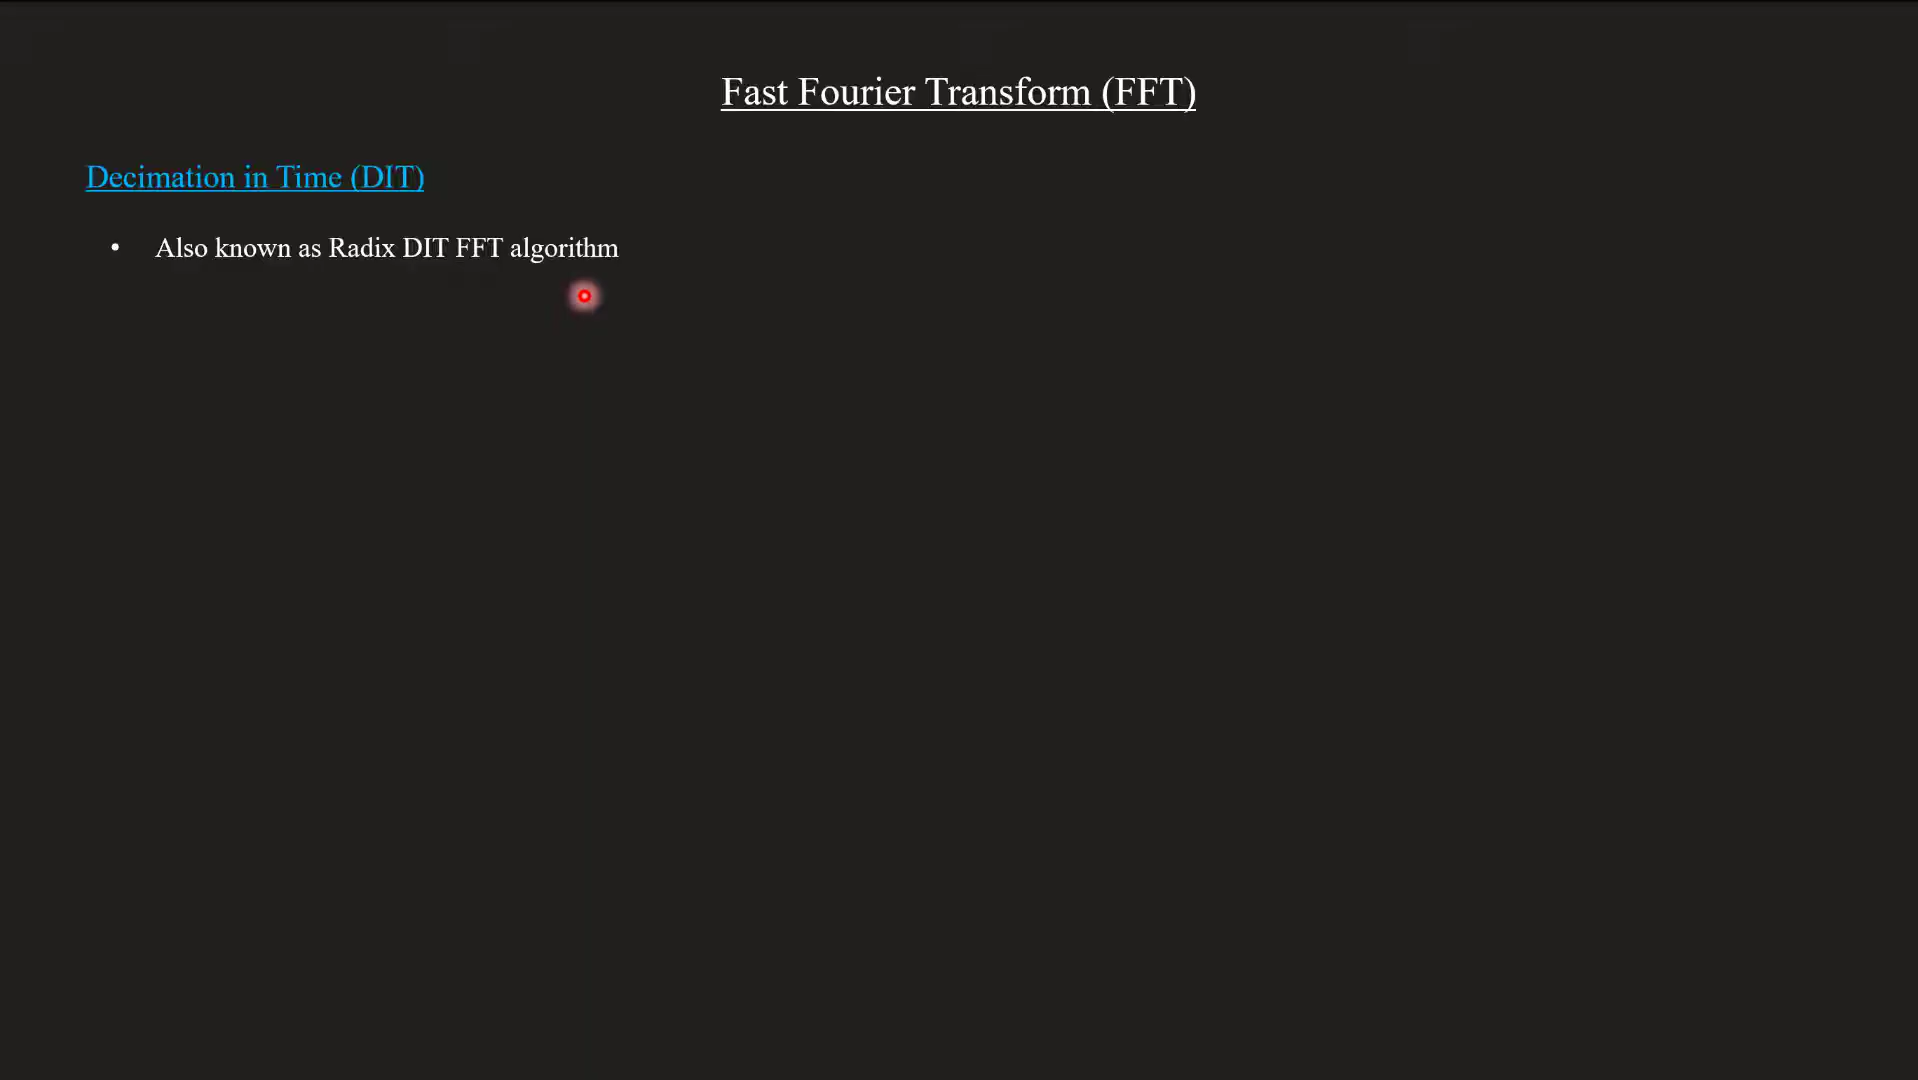 Fast Fourier Transform (FFT)
Decimation in Time (DIT)
• Also known as Radix DIT FFT algorithm